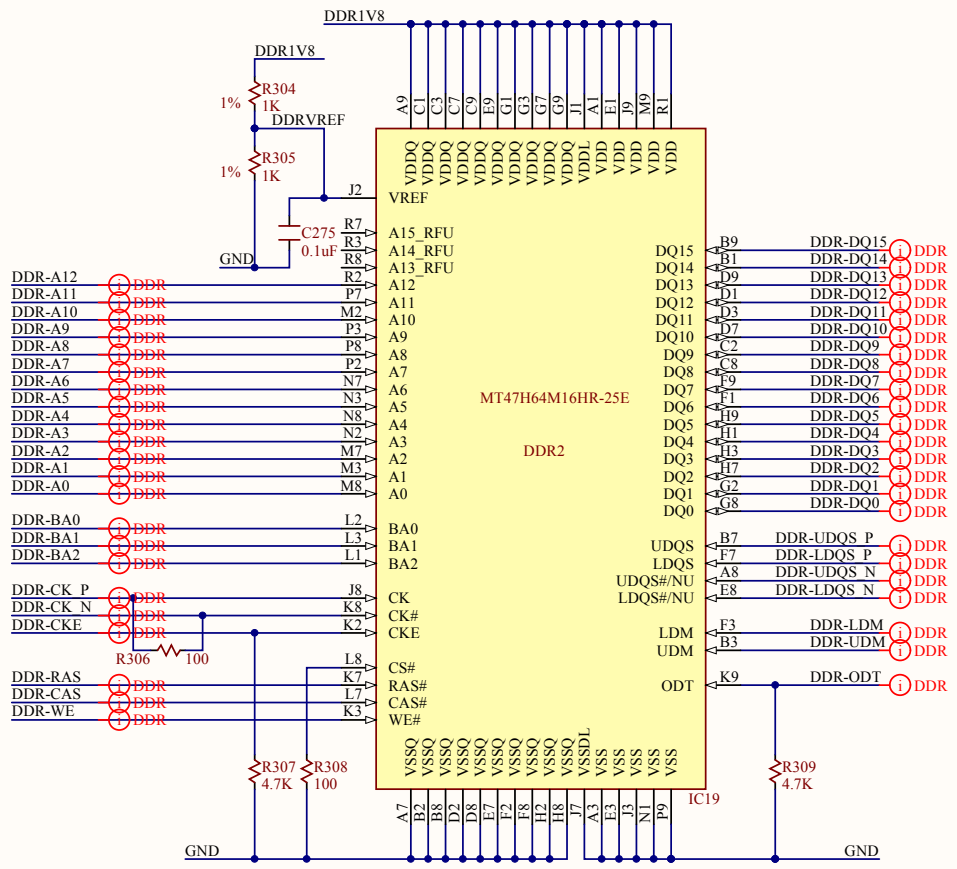 DDR1V8
DDR1V8
R304
1%
1K
DDRVREF
R305
1%
1K
C275
0.1uF
GND
A9
C1
C3
C7
C9
E9
G1
G3
G7
G9
J1
A1
E1
J9
M9
R1
VDDQ
VDDQ
VDDQ
VDDQ
VDDQ
VDDQ
VDDQ
VDDQ
VDDQ
VDDQ
VDDL
VDD
VDD
VDD
VDD
VDD
J2 VREF
R7 A15_RFU
R3 A14_RFU
R8 A13_RFU
DDR-A12 i DDR R2 A12
DDR-A11 i DDR P7 A11
DDR-A10 i DDR M2 A10
DDR-A9 i DDR P3 A9
DDR-A8 i DDR P8 A8
DDR-A7 i DDR P2 A7
DDR-A6 i DDR N7 A6
DDR-A5 i DDR N3 A5
DDR-A4 i DDR N8 A4
DDR-A3 i DDR N2 A3
DDR-A2 i DDR M7 A2
DDR-A1 i DDR M3 A1
DDR-A0 i DDR M8 A0
DDR-BA0 i DDR L2 BA0
DDR-BA1 i DDR L3 BA1
DDR-BA2 i DDR L1 BA2
DDR-CK_P i DDR J8 CK
DDR-CK_N i DDR K8 CK#
DDR-CKE i DDR K2 CKE
R306 100
L8 CS#
DDR-RAS i DDR K7 RAS#
DDR-CAS i DDR L7 CAS#
DDR-WE i DDR K3 WE#
MT47H64M16HR-25E
DDR2
DQ15 B9 DDR-DQ15 i DDR
DQ14 B1 DDR-DQ14 i DDR
DQ13 D9 DDR-DQ13 i DDR
DQ12 D1 DDR-DQ12 i DDR
DQ11 D3 DDR-DQ11 i DDR
DQ10 D7 DDR-DQ10 i DDR
DQ9 C2 DDR-DQ9 i DDR
DQ8 C8 DDR-DQ8 i DDR
DQ7 F9 DDR-DQ7 i DDR
DQ6 F1 DDR-DQ6 i DDR
DQ5 H9 DDR-DQ5 i DDR
DQ4 H1 DDR-DQ4 i DDR
DQ3 H3 DDR-DQ3 i DDR
DQ2 H7 DDR-DQ2 i DDR
DQ1 G2 DDR-DQ1 i DDR
DQ0 G8 DDR-DQ0 i DDR
UDQS B7 DDR-UDQS_P i DDR
LDQS F7 DDR-LDQS_P i DDR
UDQS#/NU A8 DDR-UDQS_N i DDR
LDQS#/NU E8 DDR-LDQS_N i DDR
LDM F3 DDR-LDM i DDR
UDM B3 DDR-UDM i DDR
ODT K9 DDR-ODT i DDR
R307
4.7K
R308
100
R309
4.7K
VSSQ
VSSQ
VSSQ
VSSQ
VSSQ
VSSQ
VSSQ
VSSQ
VSSQ
VSSQ
VSSDL
VSS
VSS
VSS
VSS
VSS
IC19
A7
B2
B8
D2
D8
E7
F2
F8
H2
H8
J7
A3
E3
J3
N1
P9
GND
GND